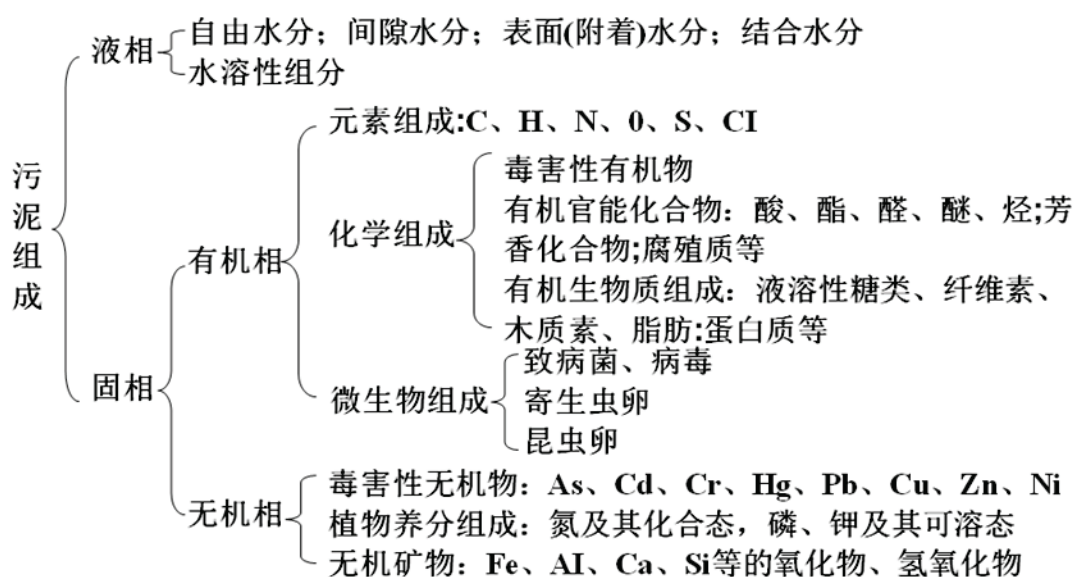 自由水分；间隙水分；表面(附着)水分；结合水分
液相
水溶性组分
元素组成:C、H、N、0、S、CI
污泥组成
毒害性有机物
有机官能化合物：酸、酯、醛、醚、烃;芳
化学组成
香化合物;腐殖质等
有机相
有机生物质组成：液溶性糖类、纤维素、
木质素、脂肪:蛋白质等
固相
致病菌、病毒
微生物组成
寄生虫卵
昆虫卵
毒害性无机物：As、Cd、Cr、Hg、Pb、Cu、Zn、Ni
无机相
植物养分组成：氮及其化合态，磷、钾及其可溶态
无机矿物：Fe、AI、Ca、Si等的氧化物、氢氧化物